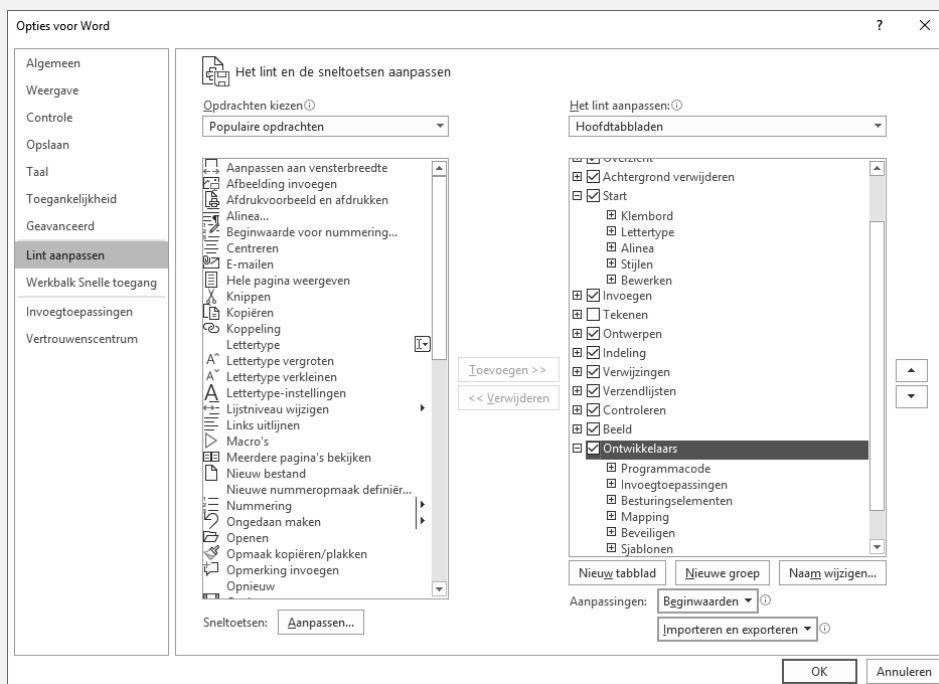 Opties voor Word
?
Algemeen
Weergave
Controle
Opslaan
Taal
Toegankelijkheid
Geavanceerd
Lint aanpassen
Werkbalk Snelle toegang
Invoegtoepassingen
Vertrouwenscentrum
Het lint en de sneltoetsen aanpassen
Opdrachten kiezen
Populaire opdrachten
Aanpassen aan vensterbreedte
Afbeelding invoegen
Afdrukvoorbeeld en afdrukken
Alinea...
Beginwaarde voor nummering...
Centreren
E-mailen
Hele pagina weergeven
Knippen
Kopiëren
Koppeling
Lettertype
Lettertype vergroten
Lettertype verkleinen
Lettertype-instellingen
Lijstniveau wijzigen
Links uitlijnen
Macro's
Meerdere pagina's bekijken
Nieuw bestand
Nieuwe nummeropmaak definiër...
Nummering
Ongedaan maken
Openen
Opmaak kopiëren/plakken
Opmerking invoegen
Opnieuw
Sneltoetsen:
Aanpassen...
Toevoegen >>
<< Verwijderen
Het lint aanpassen:
Hoofdtabbladen
Overzicht
Achtergrond verwijderen
Start
Klembord
Lettertype
Alinea
Stijlen
Bewerken
Invoegen
Tekenen
Ontwerpen
Indeling
Verwijzingen
Verzendlijsten
Controleren
Beeld
Ontwikkelaars
Programmacode
Invoegtoepassingen
Besturingselementen
Mapping
Beveiligen
Sjablonen
Nieuw tabblad
Nieuwe groep
Naam wijzigen...
Aanpassingen:
Beginwaarden
Importeren en exporteren
OK
Annuleren